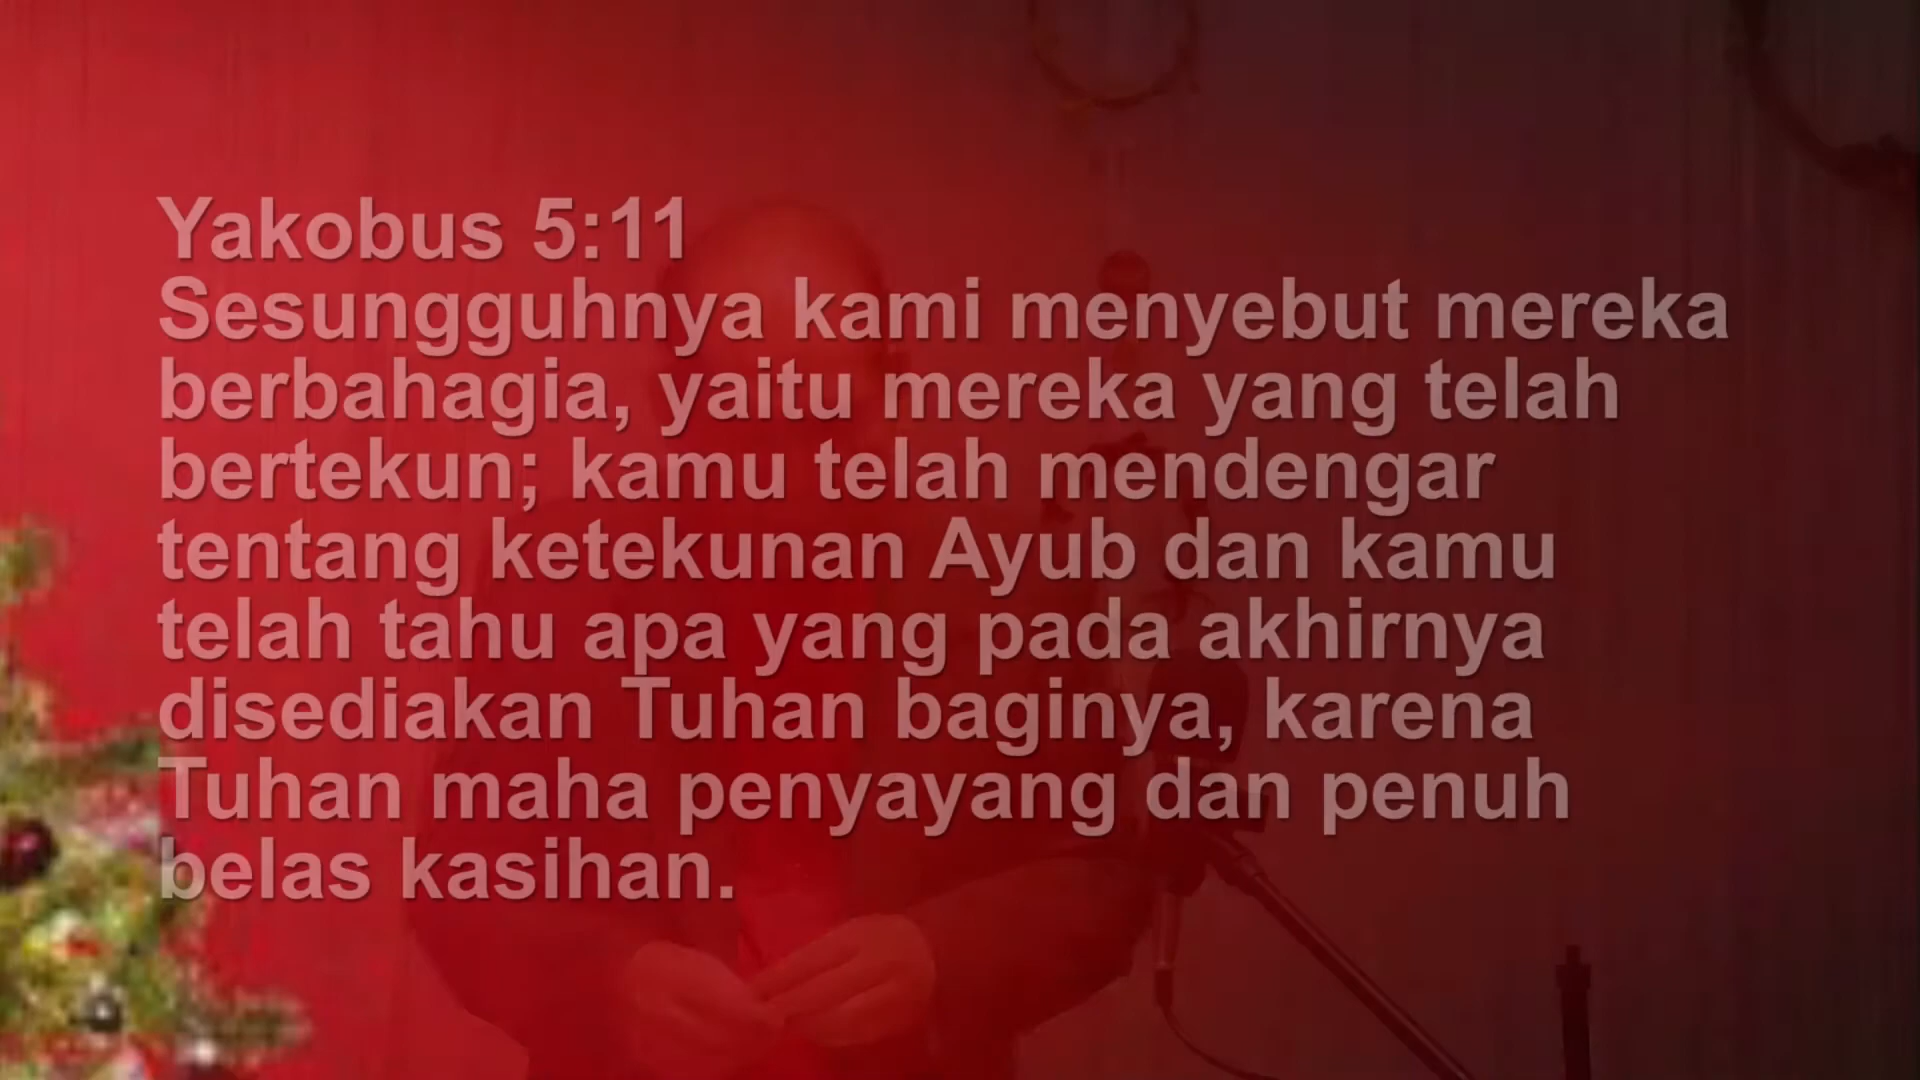 Yakobus 5:11
Sesungguhnya kami menyebut mereka
berbahagia, yaitu mereka yang telah
bertekun; kamu telah mendengar
tentang ketekunan Ayub dan kamu
telah tahu apa yang pada akhirnya
disediakan Tuhan baginya, karena
Tuhan maha penyayang dan penuh
belas kasihan.